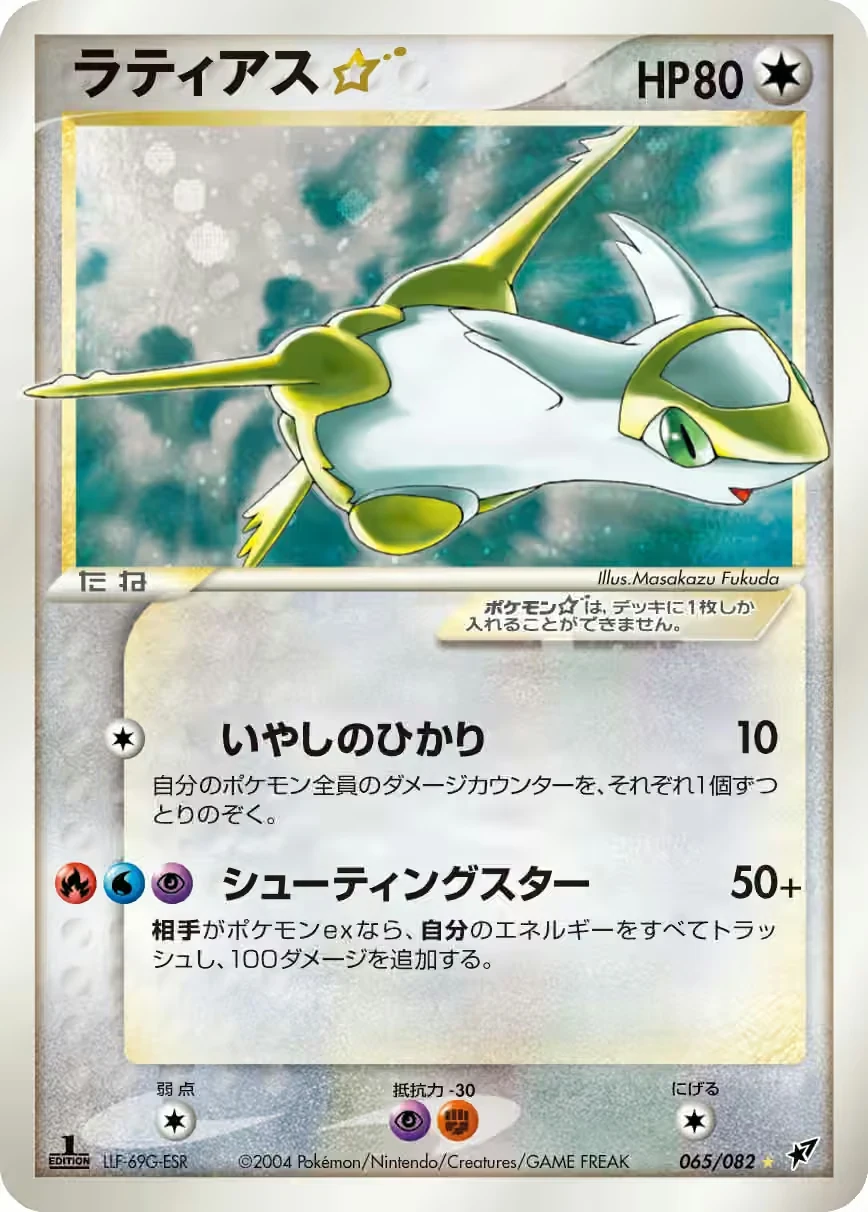 ラティアス☆ HP80
たね
Illus.Masakazu Fukuda
ポケモン☆は、デッキに1枚しか
入れることができません。
いやしのひかり 10
自分のポケモン全員のダメージカウンターを、それぞれ1個ずつ
とりのぞく。
シューティングスター 50+
相手がポケモンexなら、自分のエネルギーをすべてトラッ
シュし、100ダメージを追加する。
弱点 抵抗力 -30 にげる
1 EDITION LLF-69G-ESR ©2004 Pokémon/Nintendo/Creatures/GAME FREAK 065/082 ★